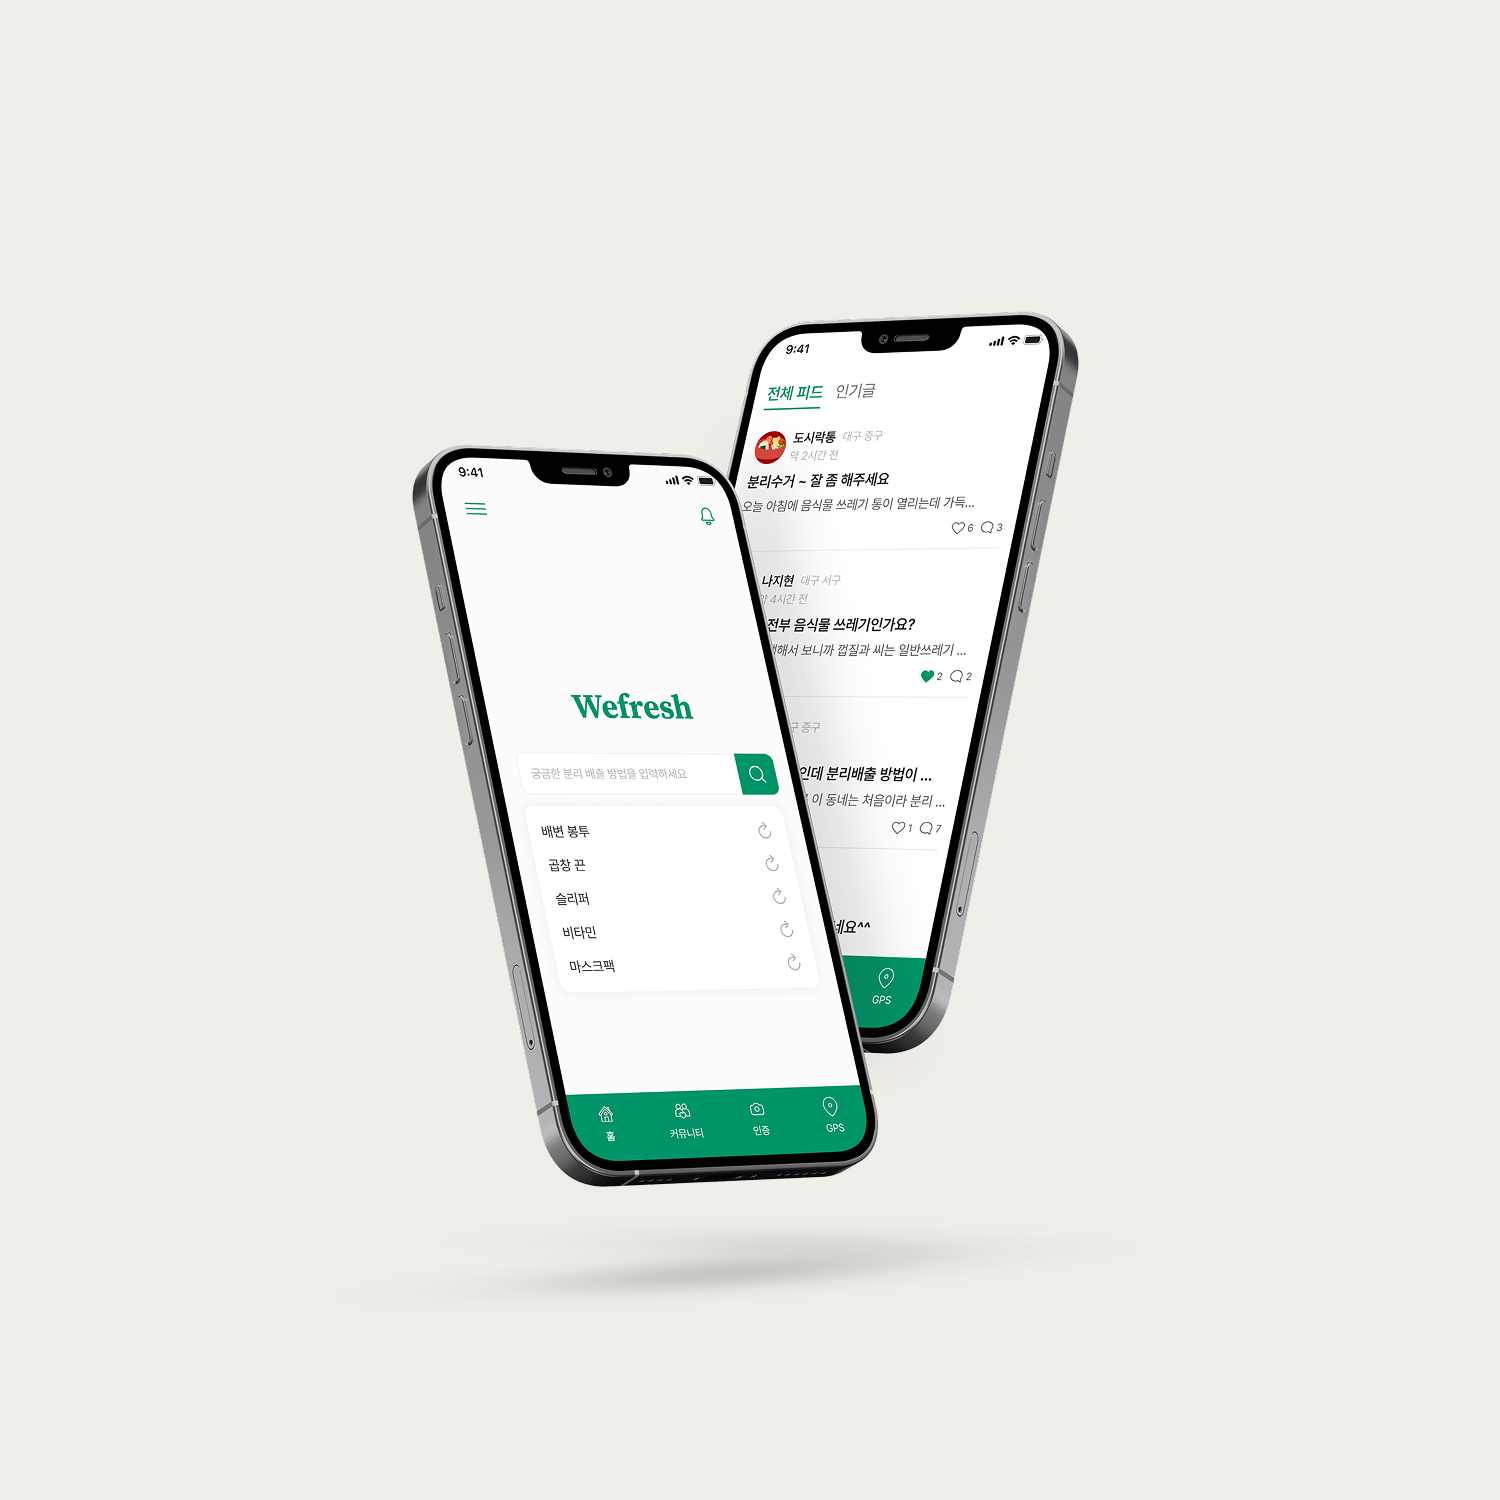 9:41
Wefresh
궁금한 분리 배출 방법을 입력하세요
배변 봉투
곱창 끈
슬리퍼
비타민
마스크팩
홈
커뮤니티
인증
GPS
9:41
전체 피드 인기글
도시락통 대구 중구
약 2시간 전
분리수거 ~ 잘 좀 해주세요
오늘 아침에 음식물 쓰레기 통이 열리는데 가득...
6 3
나지현 대구 서구
4시간 전
전부 음식물 쓰레기인가요?
보니까 껍질과 씨는 일반쓰레기 ...
2 2
중구
인데 분리배출 방법이 ...
이 동네는 처음이라 분리 ...
1 7
네요^^
GPS